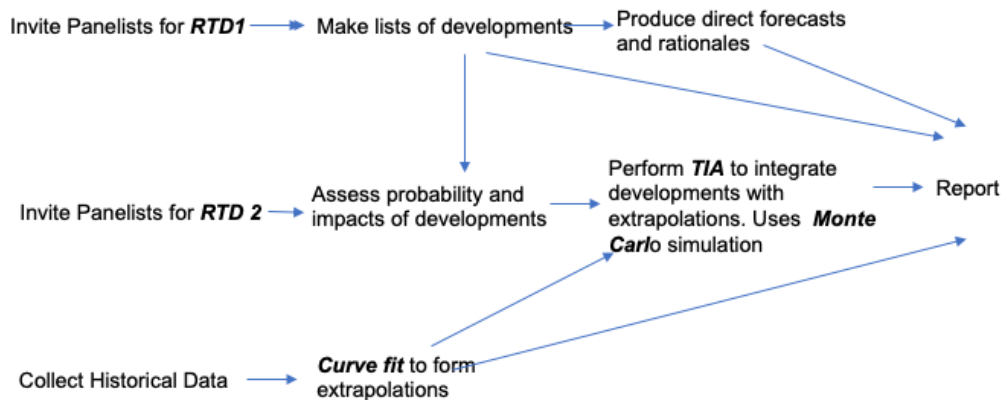 Invite Panelists for RTD1
Make lists of developments
Produce direct forecasts
and rationales
Invite Panelists for RTD 2
Assess probability and
impacts of developments
Perform TIA to integrate
developments with
extrapolations. Uses Monte
Carlo simulation
Report
Collect Historical Data
Curve fit to form
extrapolations